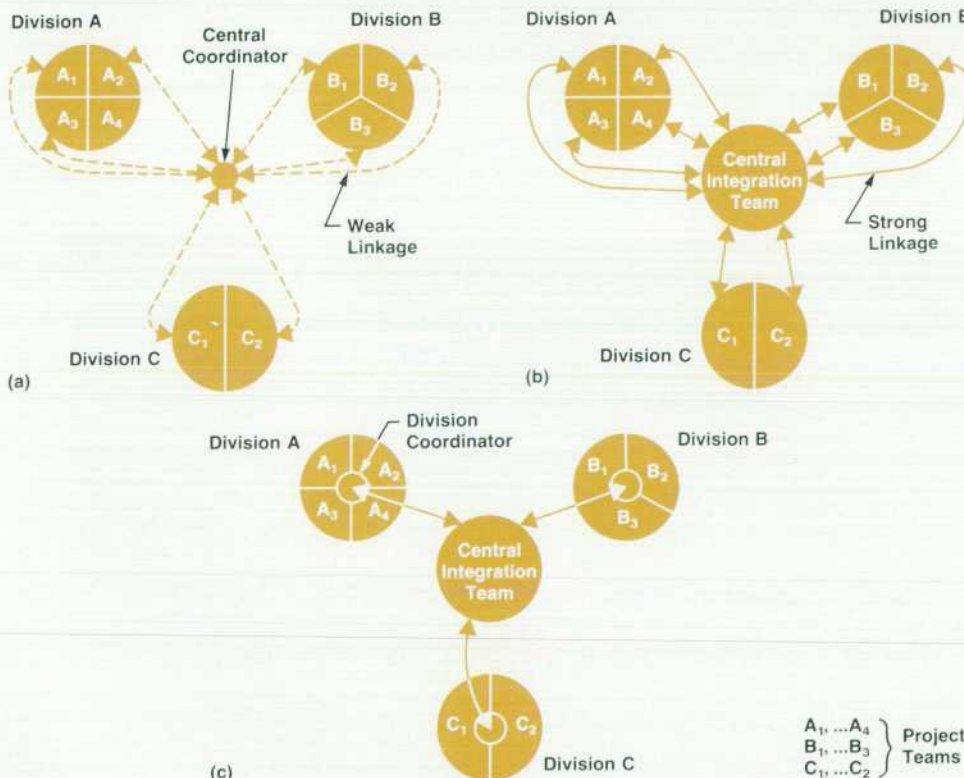 Division A
Central
Coordinator
Division B
A₁ A₂
A₃ A₄
B₁ B₂
B₃
Weak
Linkage
C₁ C₂
Division C
(a)
Division A
Division B
A₁ A₂
A₃ A₄
B₁ B₂
B₃
Central
Integration
Team
Strong
Linkage
C₁ C₂
Division C
(b)
Division A
Division
Coordinator
Division B
A₁ A₂
A₃ A₄
B₁ B₂
B₃
Central
Integration
Team
C₁ C₂
Division C
(c)
A₁, ...A₄
B₁, ...B₃
C₁, ...C₂
Project
Teams